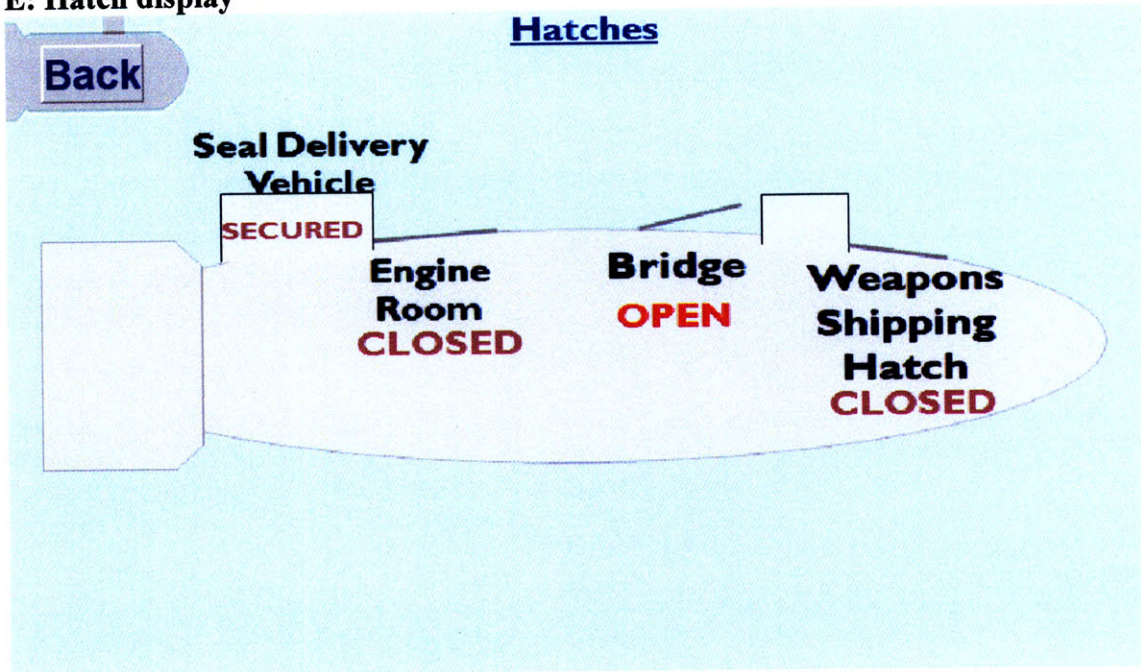 E: Hatch display
Hatches
Back
Seal Delivery
Vehicle
SECURED
Engine
Room
CLOSED
Bridge
OPEN
Weapons
Shipping
Hatch
CLOSED